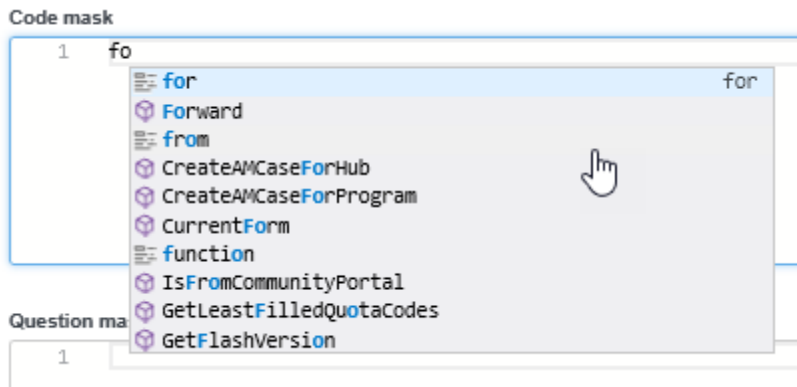 Code mask
1 fo
for for
Forward
from
CreateAMCaseForHub
CreateAMCaseForProgram
CurrentForm
function
IsFromCommunityPortal
GetLeastFilledQuotaCodes
Question ma
GetFlashVersion
1